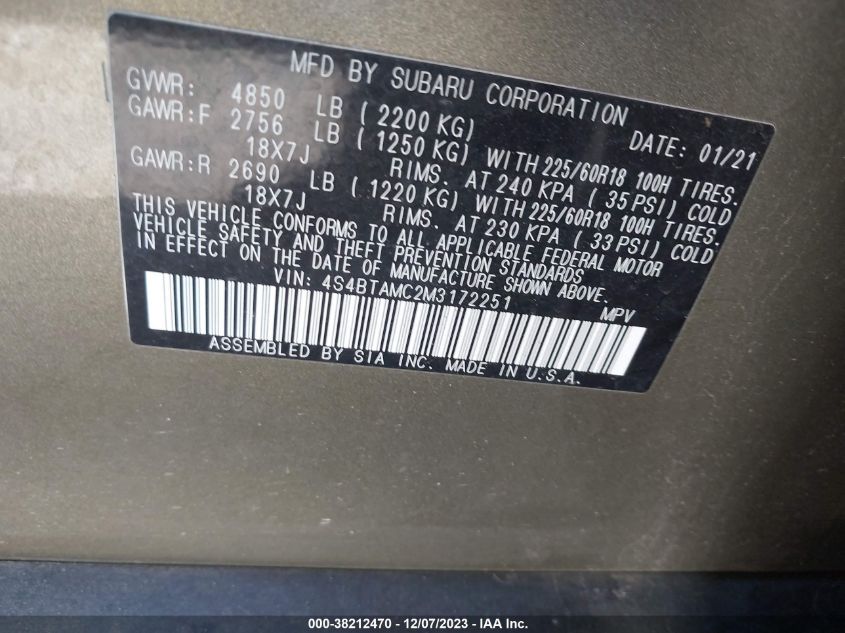 MFD BY SUBARU CORPORATION
GVWR: 4850 LB ( 2200 KG) DATE: 01/21
GAWR:F 2756 LB ( 1250 KG) WITH 225/60R18 100H TIRES.
18X7J RIMS. AT 240 KPA ( 35 PSI) COLD
GAWR:R 2690 LB ( 1220 KG) WITH 225/60R18 100H TIRES.
18X7J RIMS. AT 230 KPA ( 33 PSI) COLD
THIS VEHICLE CONFORMS TO ALL APPLICABLE FEDERAL MOTOR
VEHICLE SAFETY AND THEFT PREVENTION STANDARDS
IN EFFECT ON THE DATE OF MANUFACTURE SHOWN ABOVE.
VIN: 4S4BTAMC2M3172251 MPV
ASSEMBLED BY SIA INC. MADE IN U.S.A.
000-38212470 - 12/07/2023 - IAA Inc.